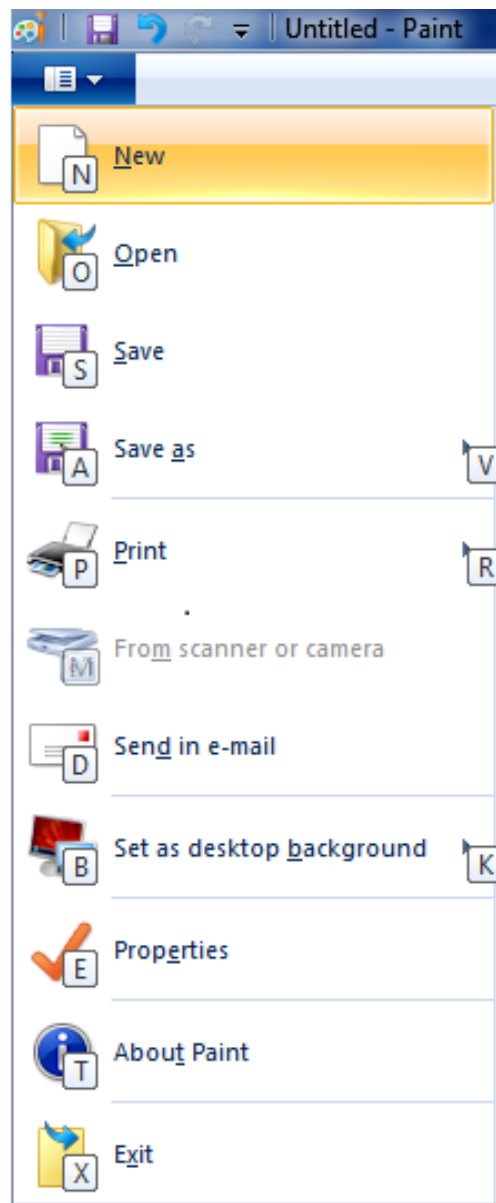 Untitled - Paint
N New
O Open
S Save
A Save as V
P Print R
M From scanner or camera
D Send in e-mail
B Set as desktop background K
E Properties
T About Paint
X Exit